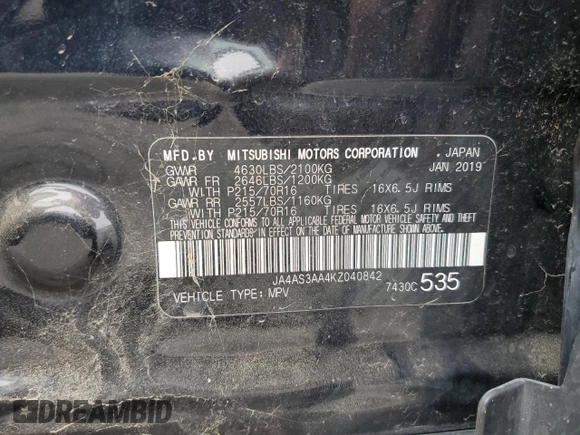 MFD.BY MITSUBISHI MOTORS CORPORATION JAPAN
GVWR 4630LBS/2100KG JAN 2019
GAWR FR 2646LBS/1200KG
WITH P215/70R16 TIRES 16X6.5J RIMS
GAWR RR 2557LBS/1160KG
WITH P215/70R16 TIRES 16X6.5J RIMS
THIS VEHICLE CONFORMS TO ALL APPLICABLE FEDERAL MOTOR VEHICLE SAFETY AND THEFT
PREVENTION STANDARDS IN EFFECT ON THE DATE OF MANUFACTURE SHOWN ABOVE.
JA4AS3AA4KZ040842
VEHICLE TYPE: MPV 7430C 535
DREAMBID